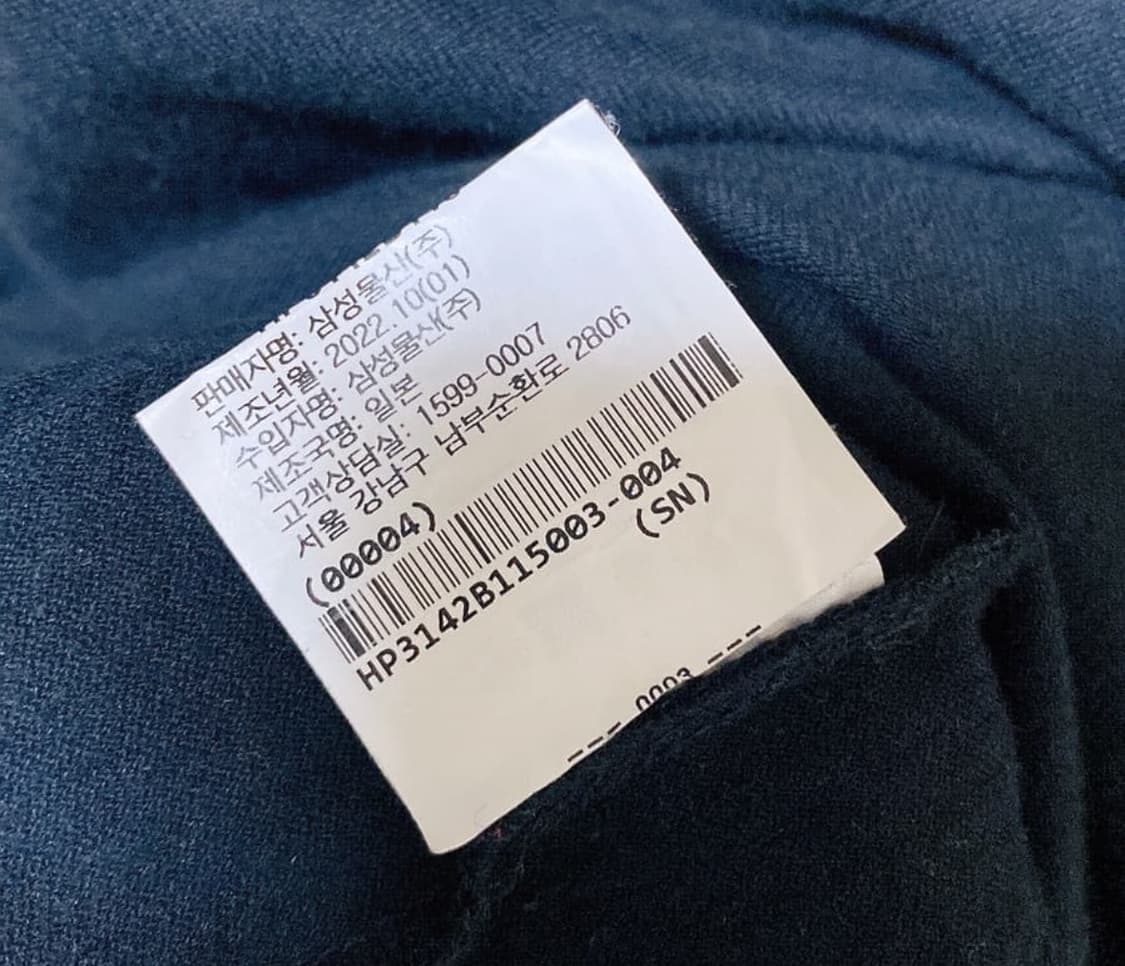 판매자명: 삼성물산(주)
제조년월: 2022.10(01)
수입자명: 삼성물산(주)
제조국명: 일본
고객상담실: 1599-0007
서울 강남구 남부순환로 2806
(00004)
HP3142B115003-004
(SN)
--- 0003 ---